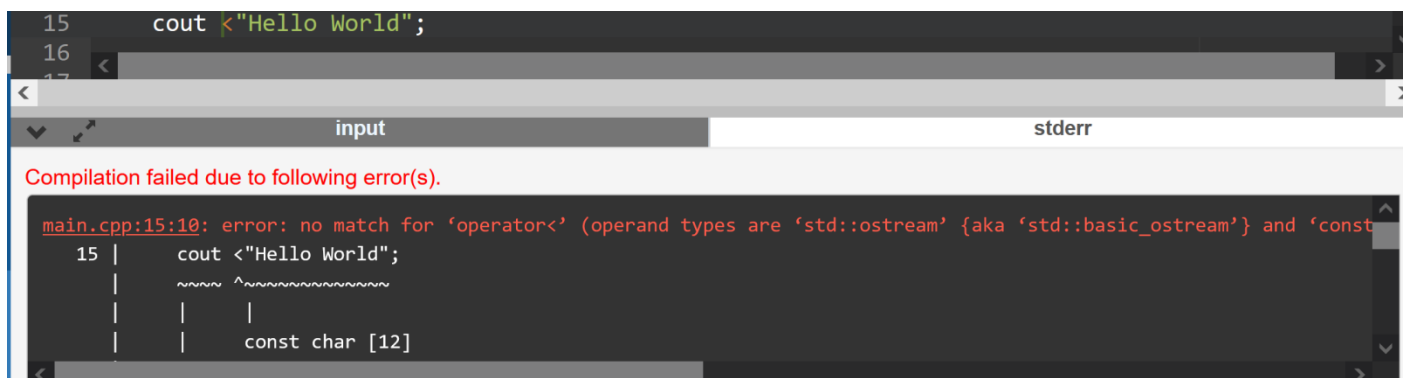 15 cout <"Hello World";
16
17
input stderr
Compilation failed due to following error(s).
main.cpp:15:10: error: no match for ‘operator<’ (operand types are ‘std::ostream’ {aka ‘std::basic_ostream’} and ‘const
15 | cout <"Hello World";
| ~~~~ ^~~~~~~~~~~~~~
| | |
| | const char [12]